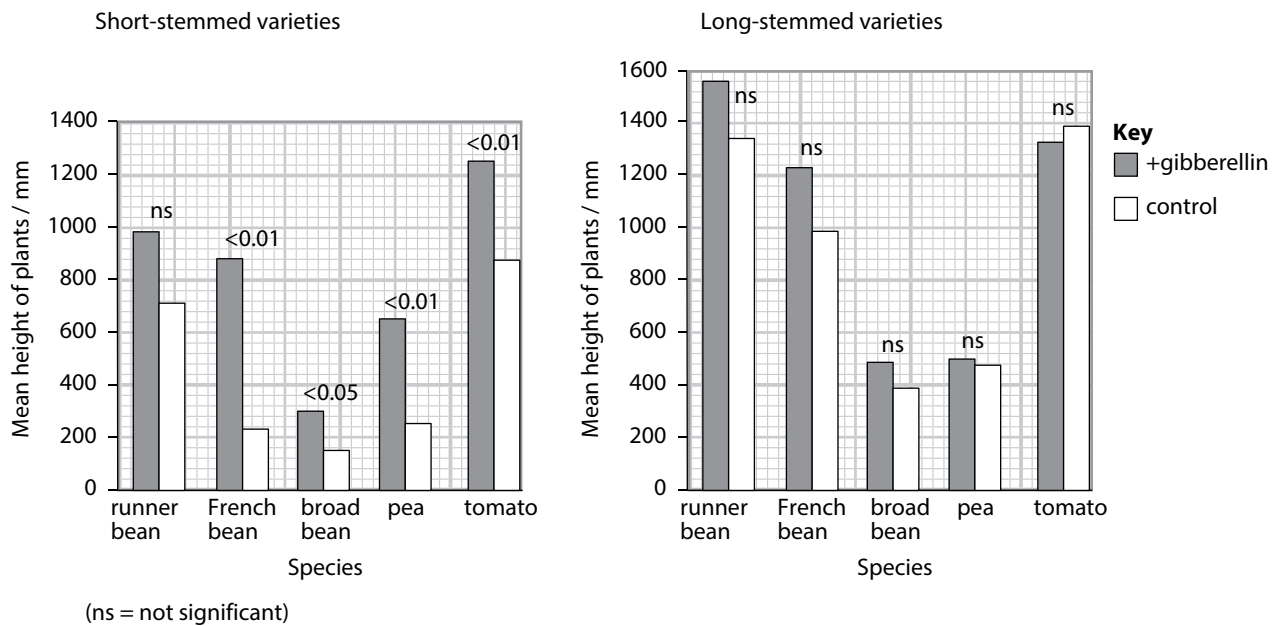 Short-stemmed varieties
Mean height of plants / mm
1400
1200
1000
800
600
400
200
0
ns
<0.01
<0.05
<0.01
<0.01
runner bean
French bean
broad bean
pea
tomato
Species
(ns = not significant)
Long-stemmed varieties
Mean height of plants / mm
1600
1400
1200
1000
800
600
400
200
0
ns
ns
ns
ns
ns
runner bean
French bean
broad bean
pea
tomato
Species
Key
+gibberellin
control